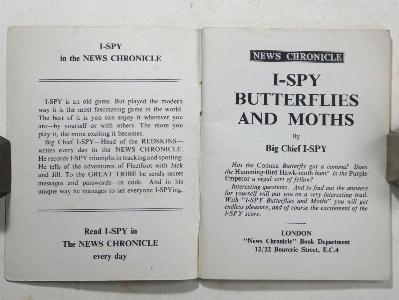 I-SPY
in the NEWS CHRONICLE
I-SPY is an old game. But played the modern
way it is the most fascinating game in the world.
The best of it is you can enjoy it wherever you
are—by yourself or with others. The more you
play it, the more exciting it becomes.
Big Chief I-SPY—Head of the REDSKINS—
writes every day in the NEWS CHRONICLE.
He records I-SPY triumphs in tracking and spotting.
He tells of the adventures of Fleetfoot with Jack
and Jill. To the GREAT TRIBE he sends secret
messages and passwords—in code. And in his
unique way he manages to set everyone I-SPYing.
Read I-SPY in
The NEWS CHRONICLE
every day
NEWS CHRONICLE
I-SPY
BUTTERFLIES
AND MOTHS
By
Big Chief I-SPY
Has the Comma Butterfly got a comma? Does
the Humming-Bird Hawk-moth hum? Is the Purple
Emperor a regal sort of fellow?
Interesting questions. And to find out the answers
for yourself will put you on a very interesting trail.
With "I-SPY Butterflies and Moths" you will get
endless pleasure, and of course the excitement of the
I-SPY score.
LONDON
"News Chronicle" Book Department
12/22 Bouverie Street, E.C.4